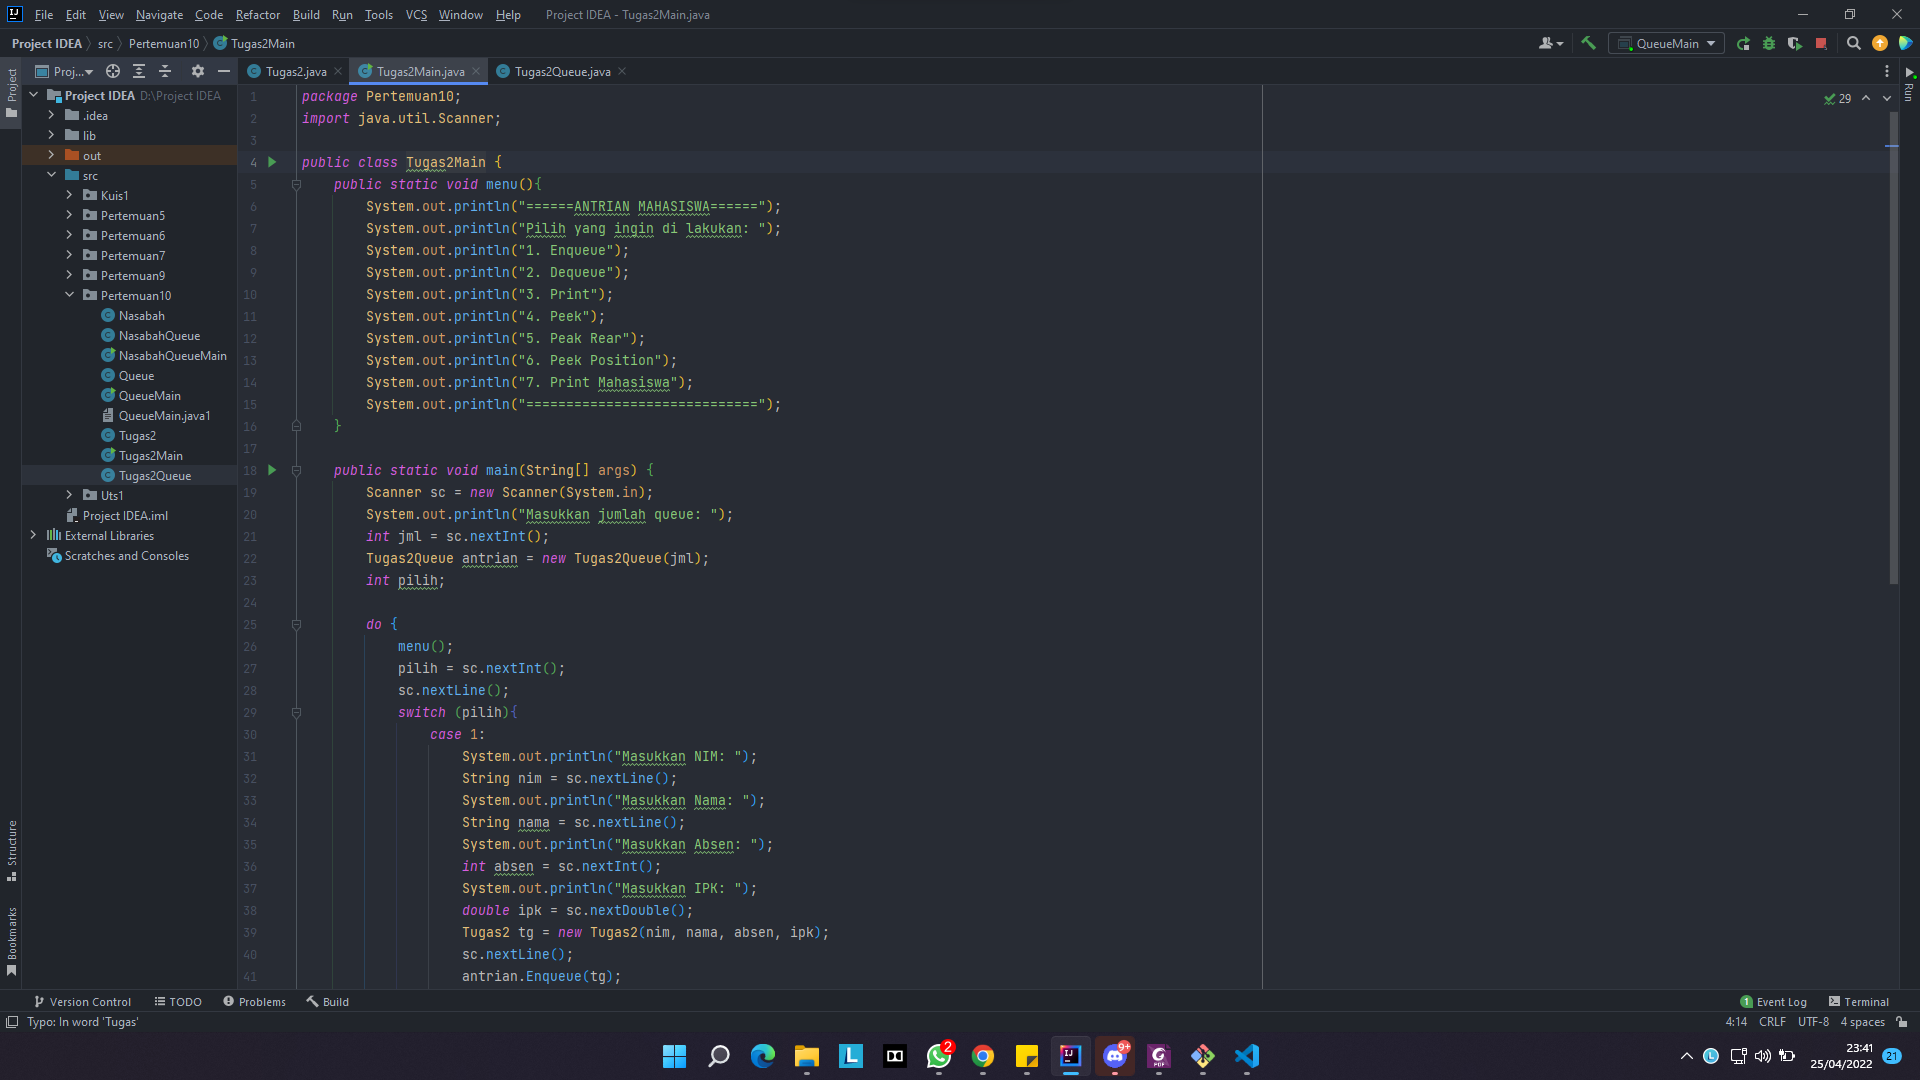 File Edit View Navigate Code Refactor Build Run Tools VCS Window Help Project IDEA - Tugas2Main.java
Project IDEA src Pertemuan10 Tugas2Main QueueMain
Proj... Tugas2.java Tugas2Main.java Tugas2Queue.java
Project
Run
Project IDEA D:\Project IDEA
.idea
lib
out
src
Kuis1
Pertemuan5
Pertemuan6
Pertemuan7
Pertemuan9
Pertemuan10
Nasabah
NasabahQueue
NasabahQueueMain
Queue
QueueMain
QueueMain.java1
Tugas2
Tugas2Main
Tugas2Queue
Uts1
Project IDEA.iml
External Libraries
Scratches and Consoles
Structure
Bookmarks
29
1 package Pertemuan10;
2 import java.util.Scanner;
3
4 public class Tugas2Main {
5 public static void menu(){
6 System.out.println("======ANTRIAN MAHASISWA======");
7 System.out.println("Pilih yang ingin di lakukan: ");
8 System.out.println("1. Enqueue");
9 System.out.println("2. Dequeue");
10 System.out.println("3. Print");
11 System.out.println("4. Peek");
12 System.out.println("5. Peak Rear");
13 System.out.println("6. Peek Position");
14 System.out.println("7. Print Mahasiswa");
15 System.out.println("=============================");
16 }
17
18 public static void main(String[] args) {
19 Scanner sc = new Scanner(System.in);
20 System.out.println("Masukkan jumlah queue: ");
21 int jml = sc.nextInt();
22 Tugas2Queue antrian = new Tugas2Queue(jml);
23 int pilih;
24
25 do {
26 menu();
27 pilih = sc.nextInt();
28 sc.nextLine();
29 switch (pilih){
30 case 1:
31 System.out.println("Masukkan NIM: ");
32 String nim = sc.nextLine();
33 System.out.println("Masukkan Nama: ");
34 String nama = sc.nextLine();
35 System.out.println("Masukkan Absen: ");
36 int absen = sc.nextInt();
37 System.out.println("Masukkan IPK: ");
38 double ipk = sc.nextDouble();
39 Tugas2 tg = new Tugas2(nim, nama, absen, ipk);
40 sc.nextLine();
41 antrian.Enqueue(tg);
Version Control TODO Problems Build 1 Event Log Terminal
Typo: In word 'Tugas' 4:14 CRLF UTF-8 4 spaces
2 9+ 23:41
25/04/2022 21